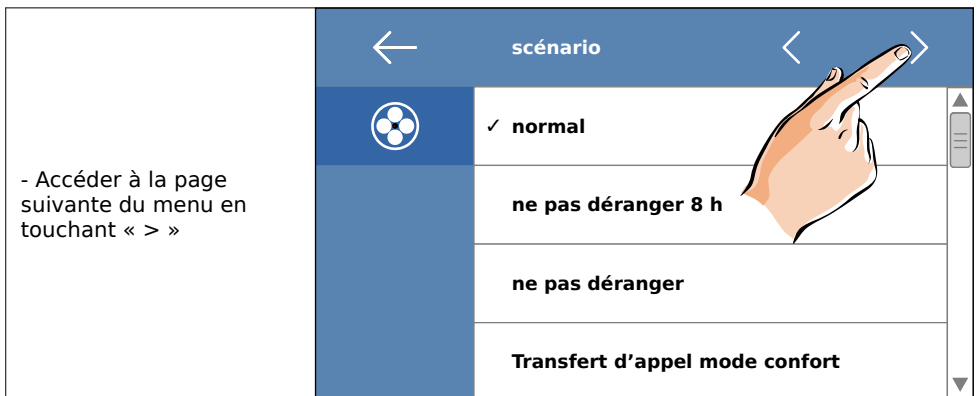 - Accéder à la page
suivante du menu en
touchant « > »
scénario
✓ normal
ne pas déranger 8 h
ne pas déranger
Transfert d’appel mode confort